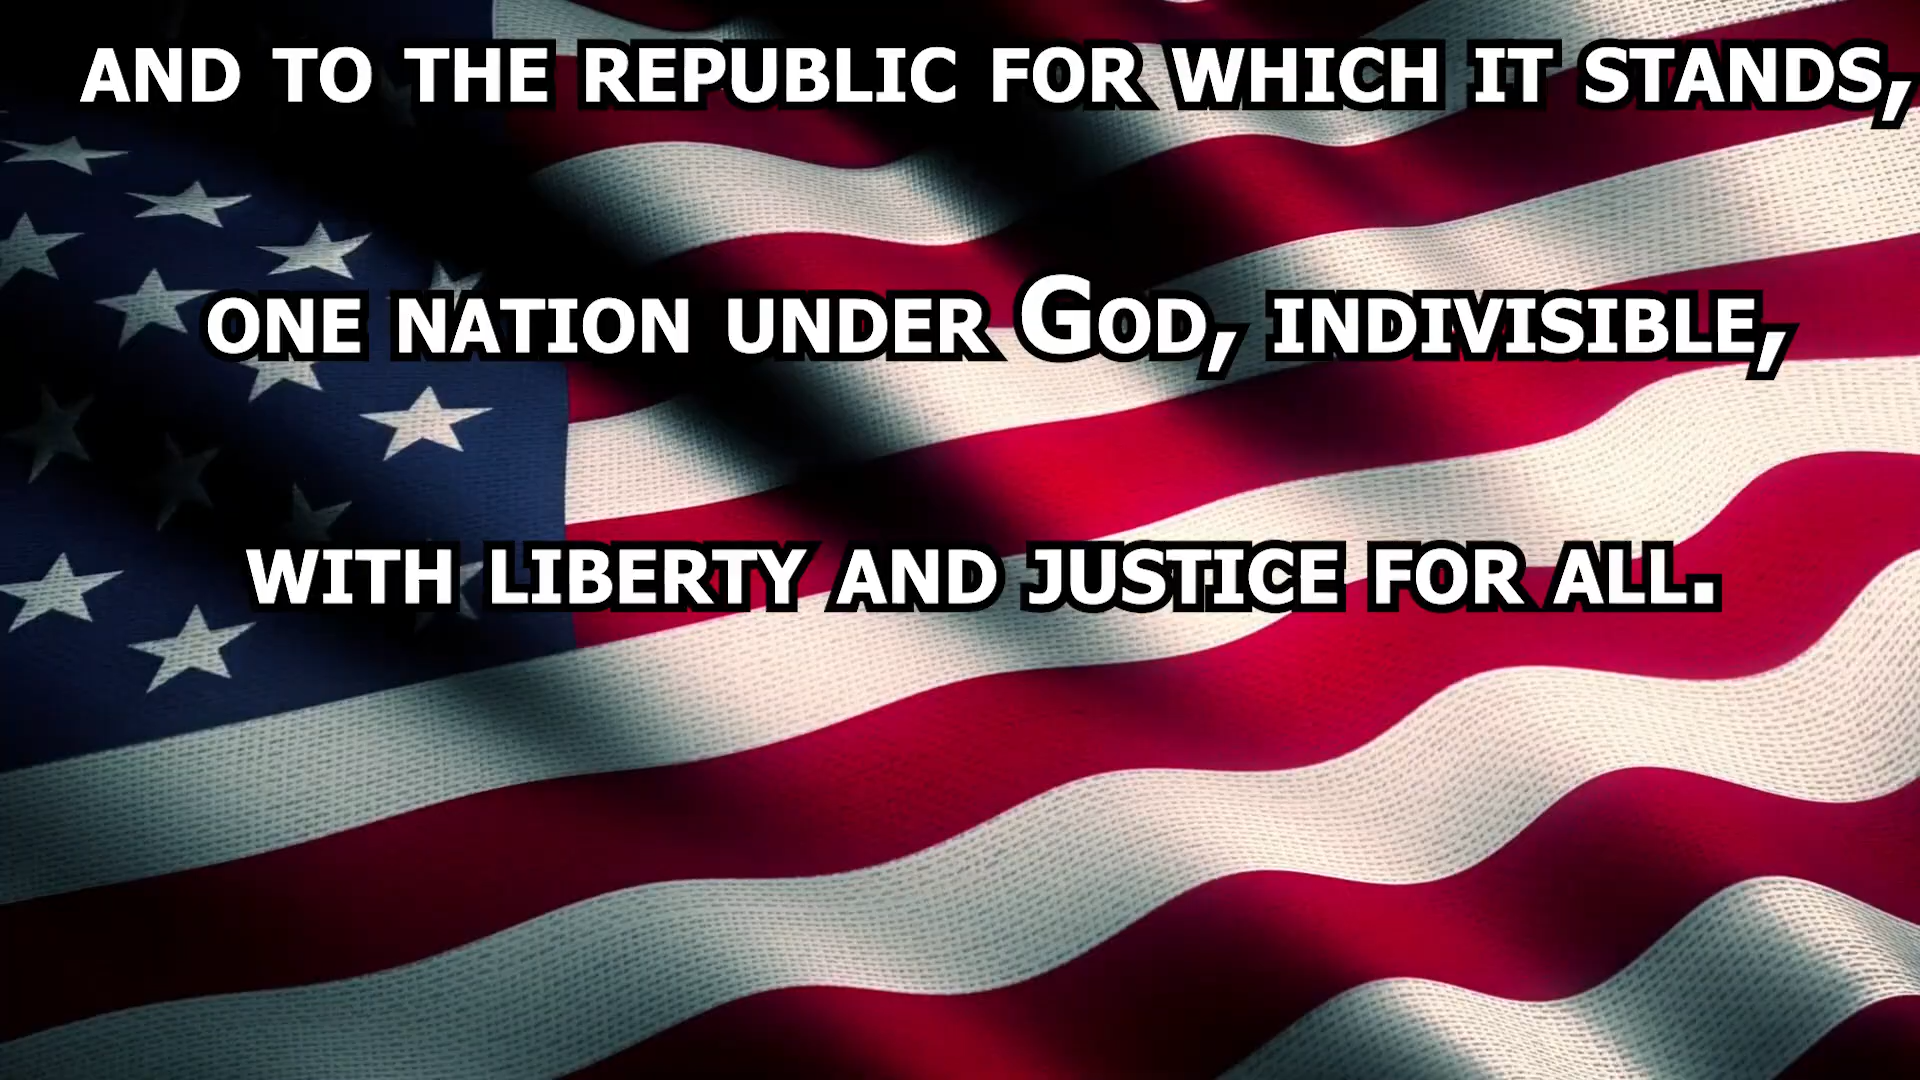 AND TO THE REPUBLIC FOR WHICH IT STANDS,
ONE NATION UNDER GOD, INDIVISIBLE,
WITH LIBERTY AND JUSTICE FOR ALL.